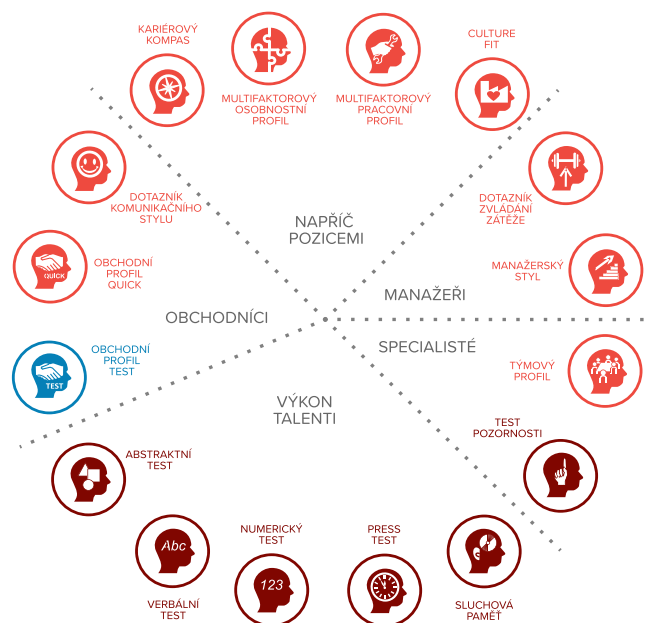 KARIÉROVÝ
KOMPAS
MULTIFAKTOROVÝ
OSOBNOSTNÍ
PROFIL
MULTIFAKTOROVÝ
PRACOVNÍ
PROFIL
CULTURE
FIT
DOTAZNÍK
KOMUNIKAČNÍHO
STYLU
DOTAZNÍK
ZVLÁDÁNÍ
ZÁTĚŽE
NAPŘÍČ
POZICEMI
OBCHODNÍ
PROFIL
QUICK
QUICK
MANAŽERSKÝ
STYL
MANAŽEŘI
OBCHODNÍCI
SPECIALISTÉ
OBCHODNÍ
PROFIL
TEST
TEST
TÝMOVÝ
PROFIL
VÝKON
TALENTI
TEST
POZORNOSTI
ABSTRAKTNÍ
TEST
Abc
VERBÁLNÍ
TEST
NUMERICKÝ
TEST
123
PRESS
TEST
SLUCHOVÁ
PAMĚŤ